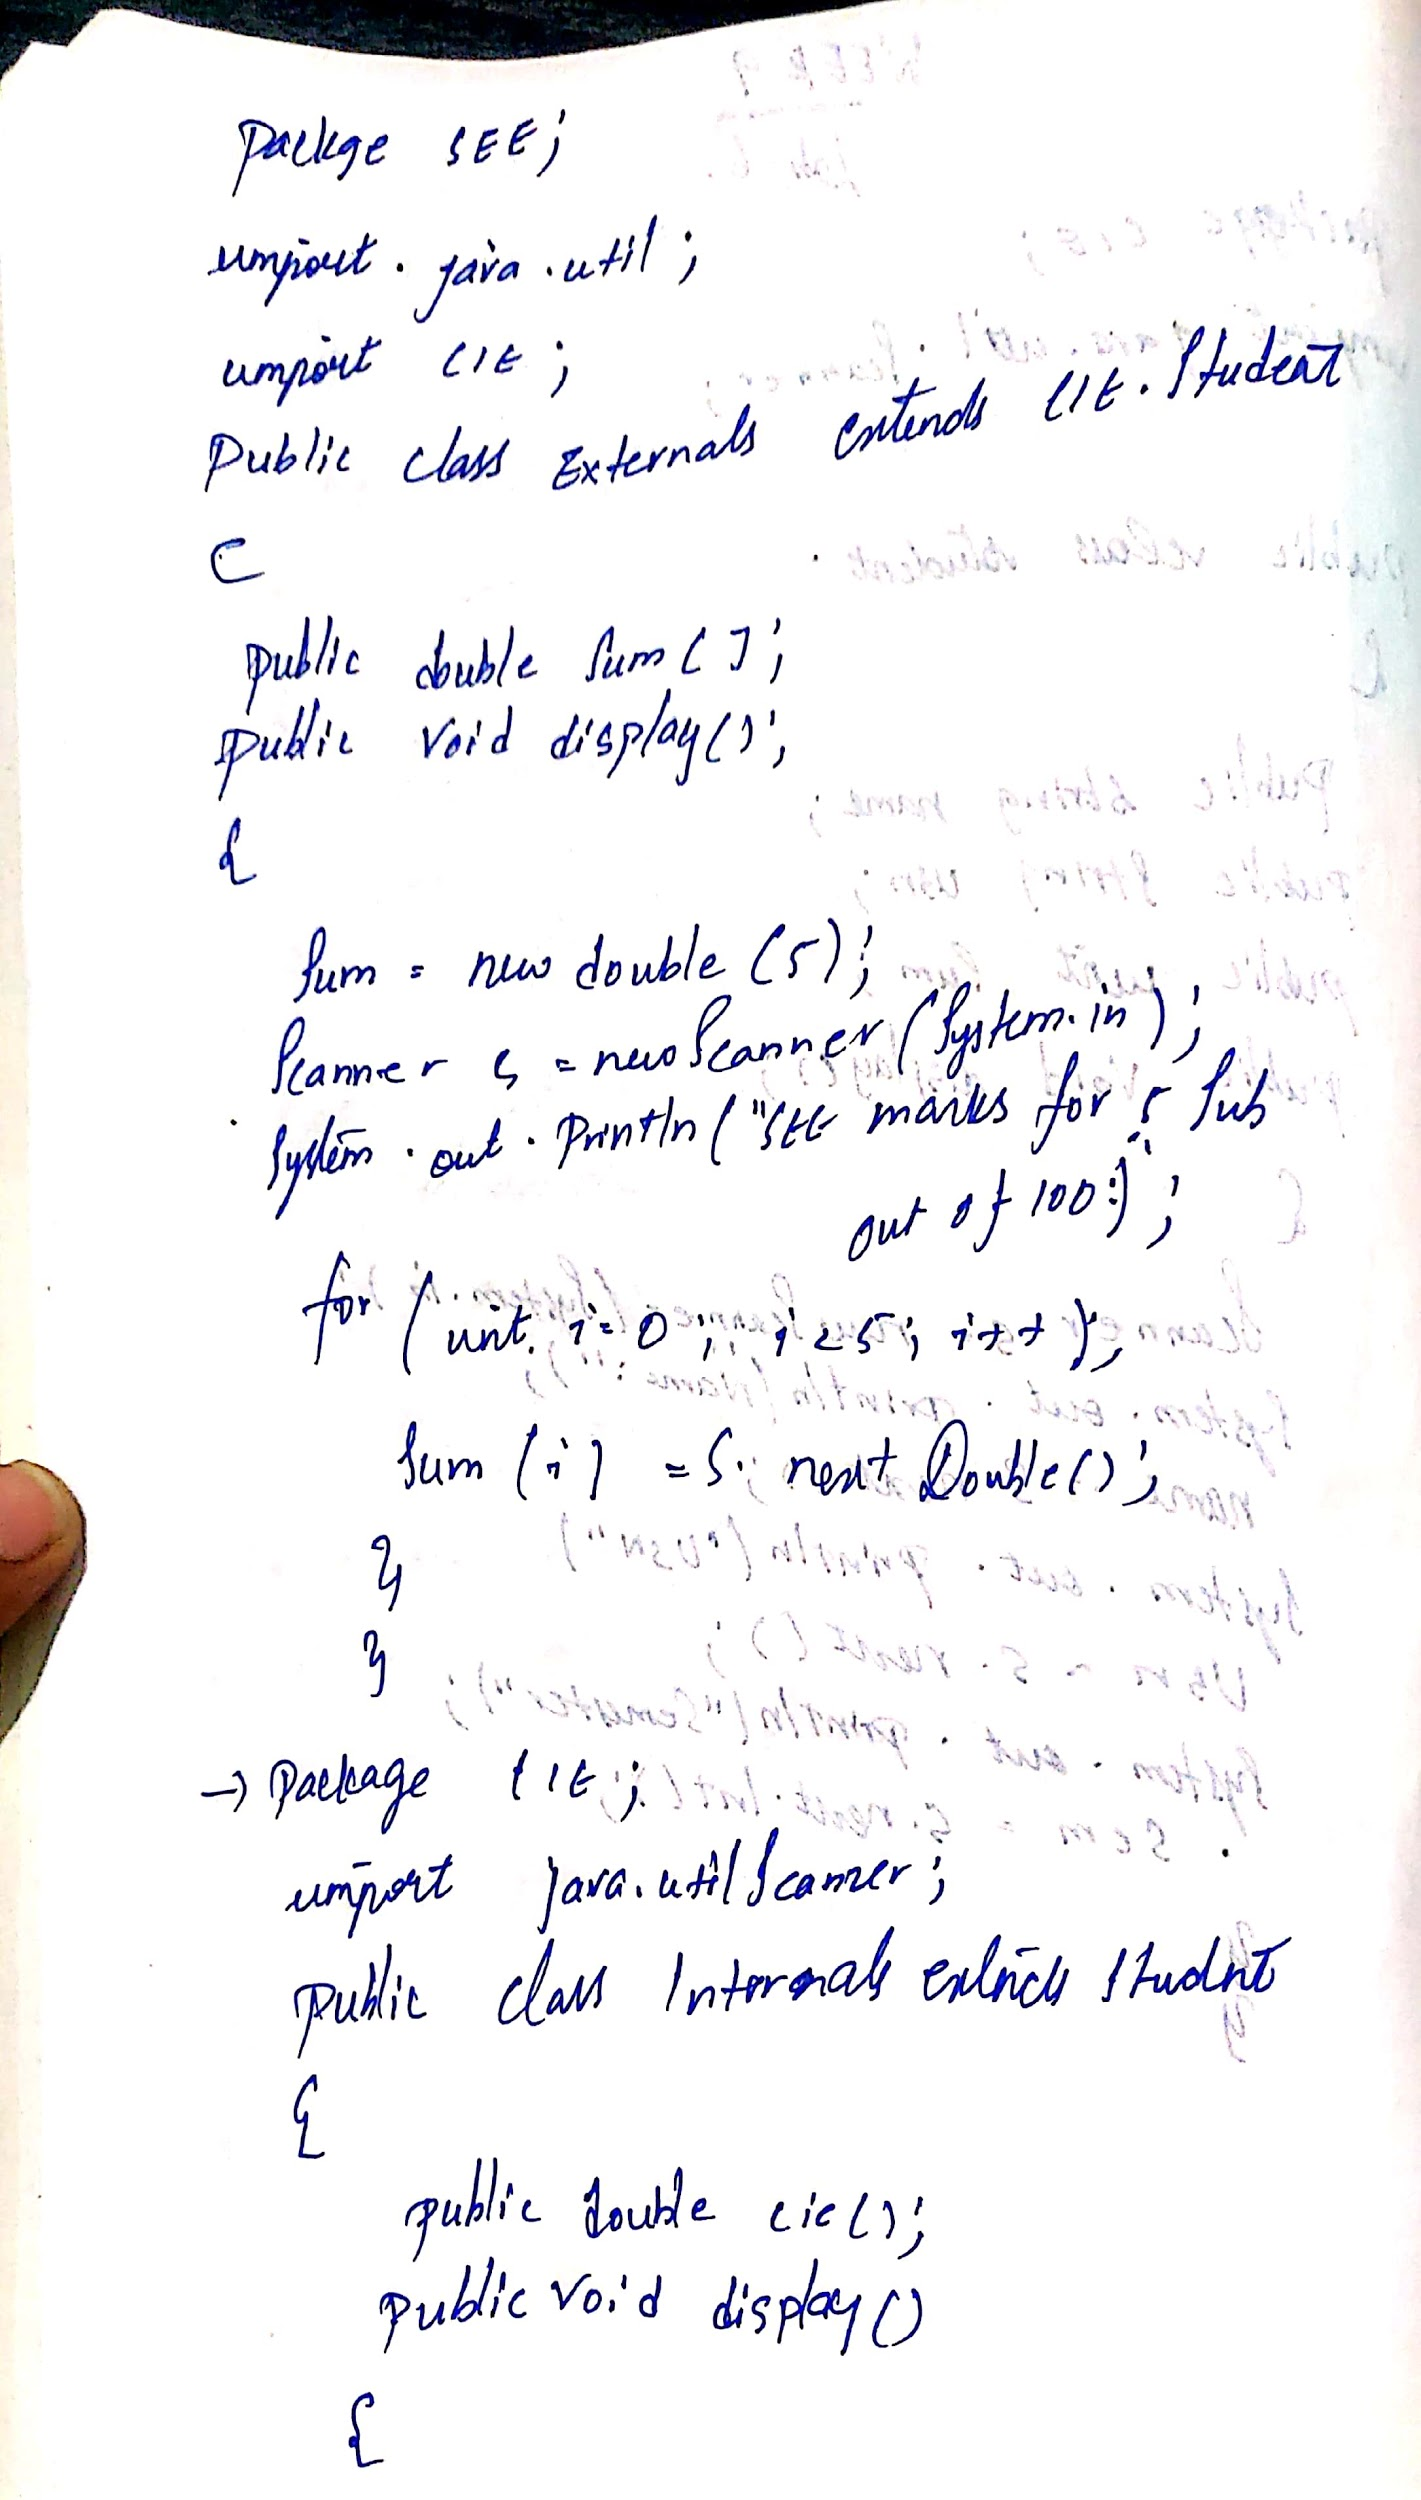 Package SEE;
import . java . util ;
import CIE ;
Public class Externals extends CIE . Student
{
public double Sum [ ] ;
public void display ( ) ;
{
Sum = new double (5) ;
Scanner s = new Scanner (System.in) ;
System . out . Println ( "SEE marks for 5 Sub
out of 100:") ;
for ( int i = 0 ; i < 5 ; i++ ) ;
Sum [i] = S . next Double ( ) ;
}
}
→ Package CIE ;
import java.util Scanner ;
public class Internals extends Student
{
public double cie ( ) ;
public void display ()
{